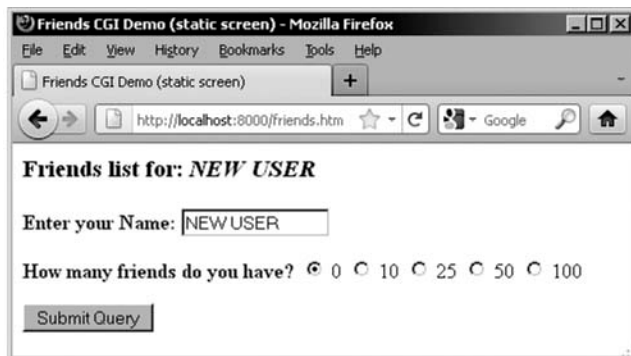 Friends CGI Demo (static screen) - Mozilla Firefox
File Edit View History Bookmarks Tools Help
Friends CGI Demo (static screen) +
http://localhost:8000/friends.htm Google
Friends list for: NEW USER
Enter your Name: NEW USER
How many friends do you have? 0 10 25 50 100
Submit Query